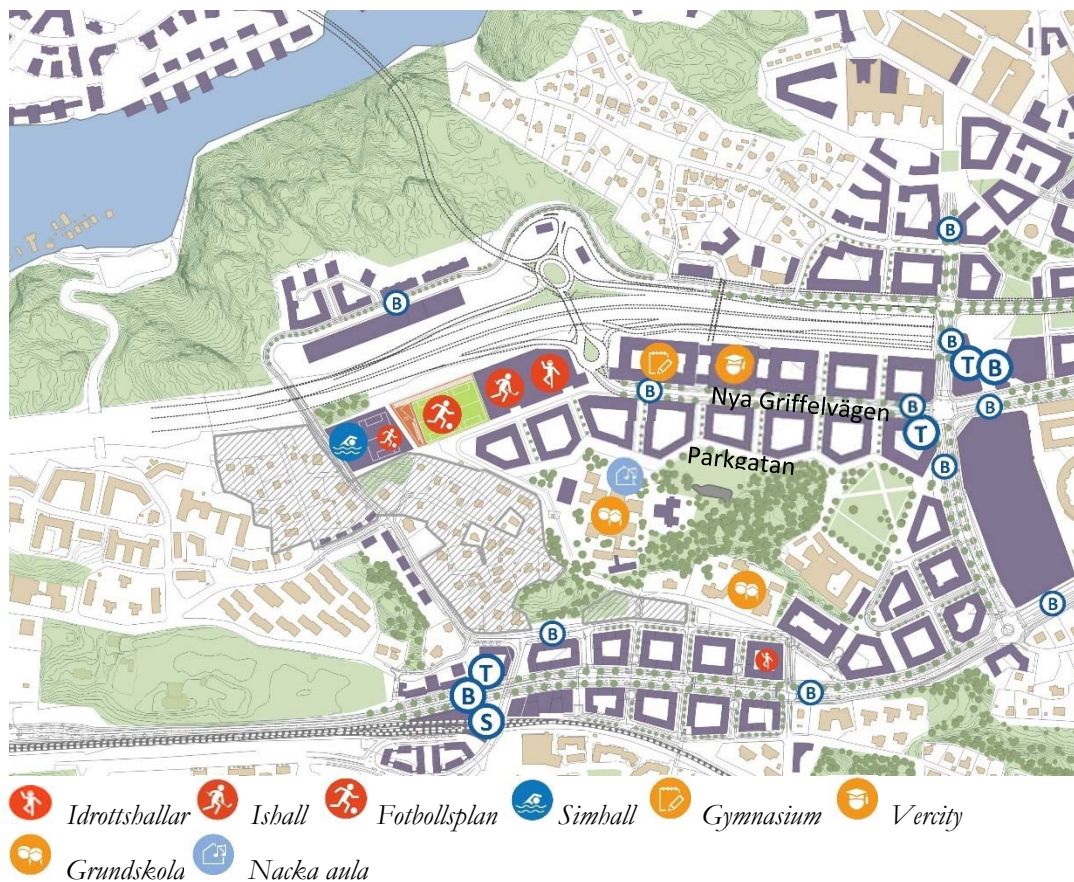 B
B
B
T B
B
Nya Griffelvägen
B
B
T
Parkgatan
B
B
B
T
B
B
S
Idrottshallar Ishall Fotbollsplan Simhall Gymnasium Vercity
Grundskola Nacka aula